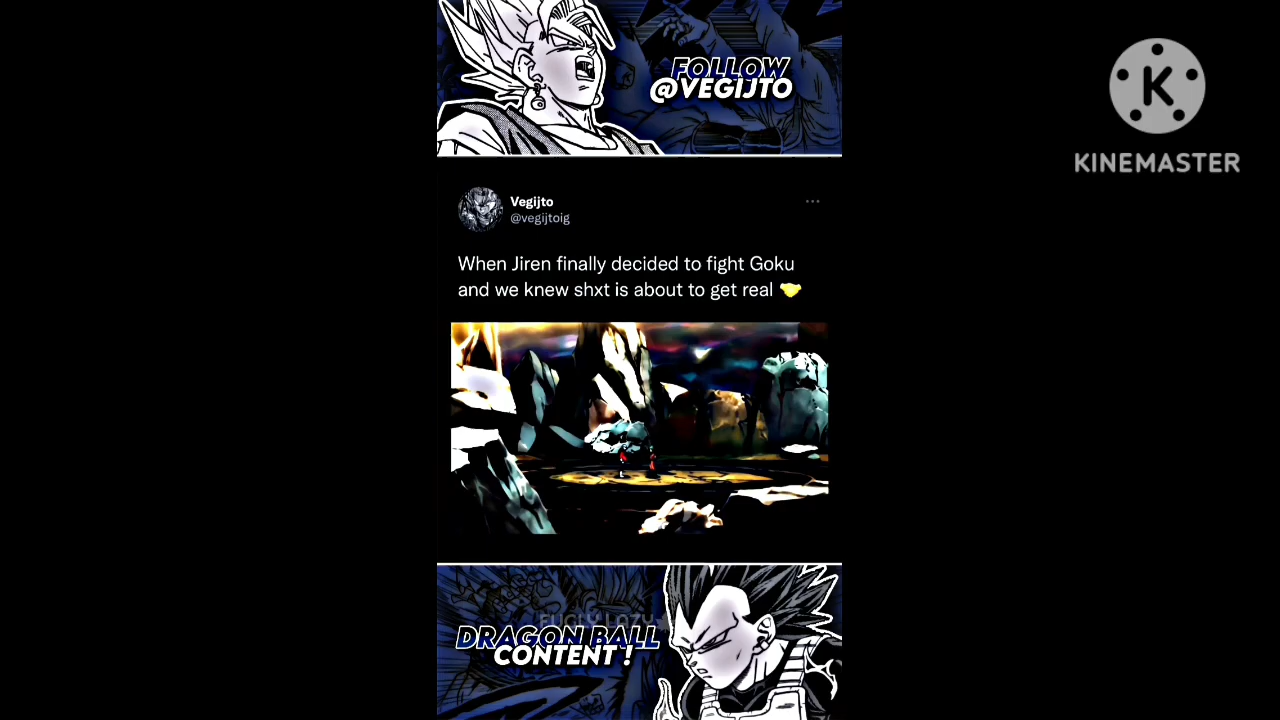 FOLLOW
@VEGIJTO
K
KINEMASTER
Vegijto
@vegijtoig
When Jiren finally decided to fight Goku
and we knew shxt is about to get real 🤝
DRAGON BALL
CONTENT !